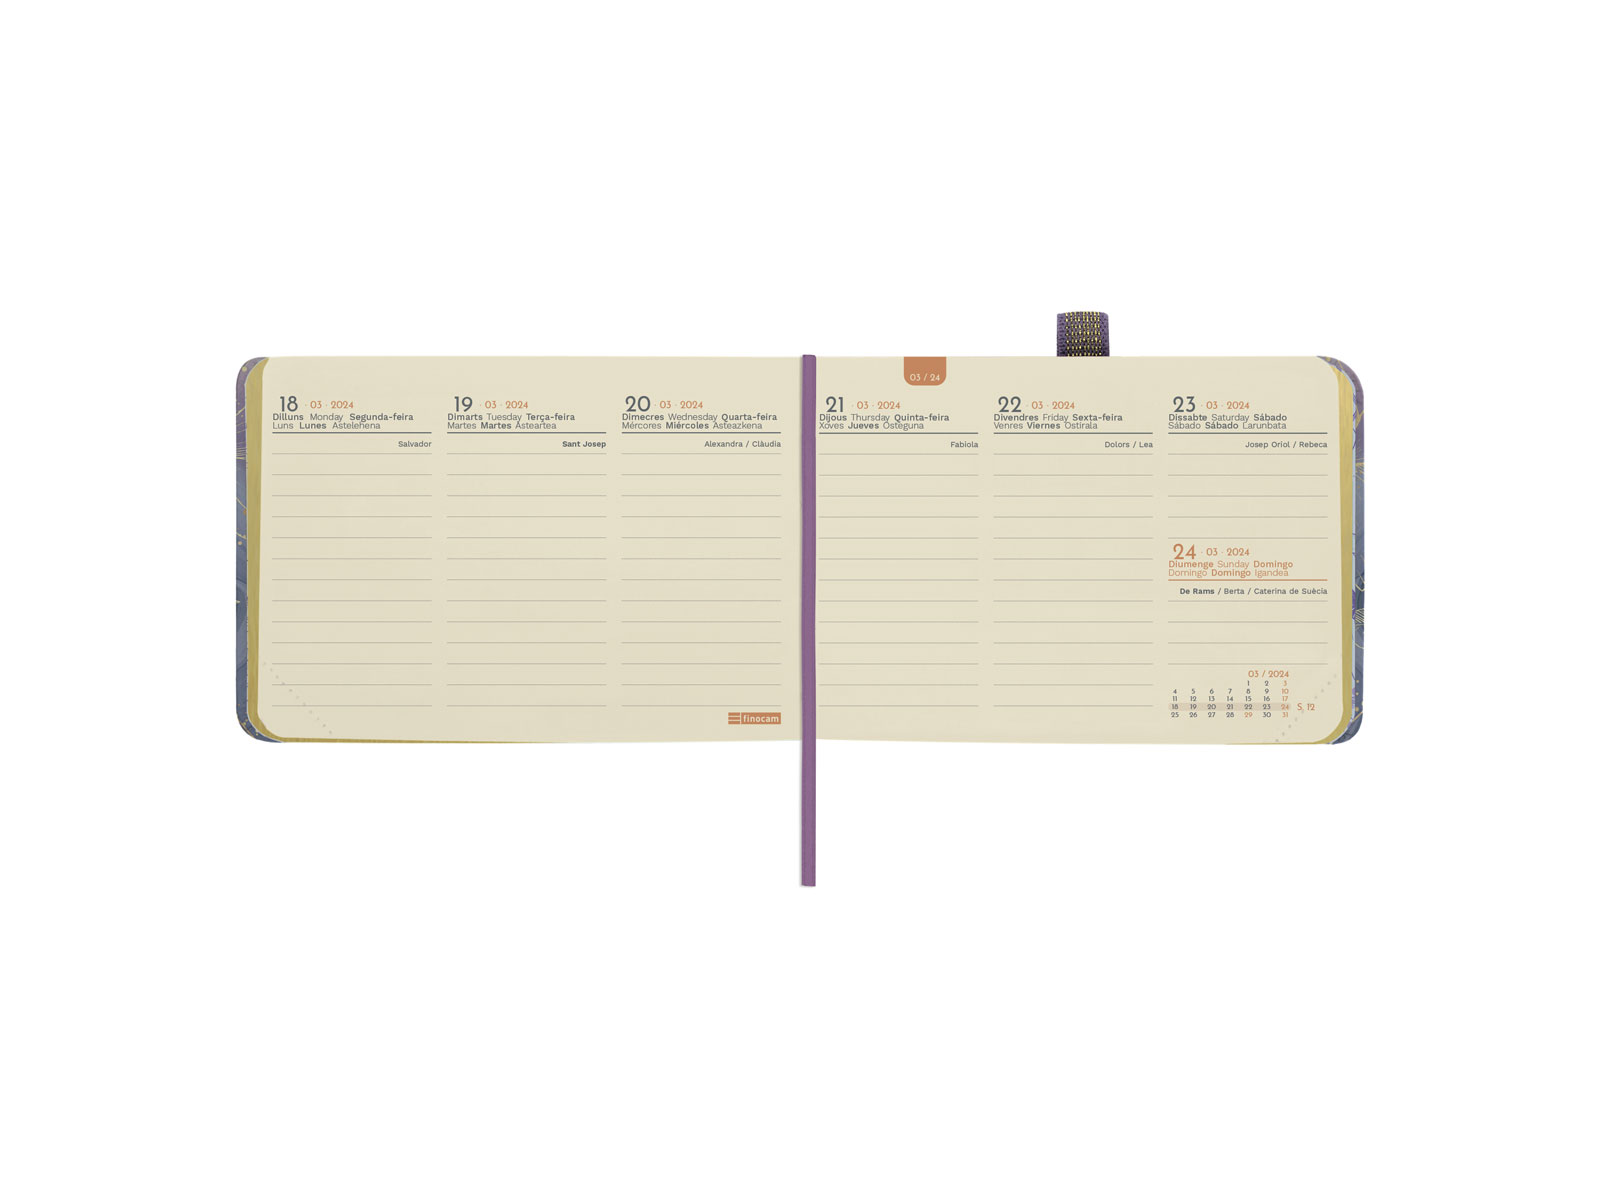 18 · 03 · 2024
Dilluns Monday Segunda-feira
Luns Lunes Astelehena
Salvador
19 · 03 · 2024
Dimarts Tuesday Terça-feira
Martes Martes Asteartea
Sant Josep
20 · 03 · 2024
Dimecres Wednesday Quarta-feira
Mércores Miércoles Asteazkena
Alexandra / Clàudia
finocam
03 / 24
21 · 03 · 2024
Dijous Thursday Quinta-feira
Xoves Jueves Osteguna
Fabiola
22 · 03 · 2024
Divendres Friday Sexta-feira
Venres Viernes Ostirala
Dolors / Lea
23 · 03 · 2024
Dissabte Saturday Sábado
Sábado Sábado Larunbata
Josep Oriol / Rebeca
24 · 03 · 2024
Diumenge Sunday Domingo
Domingo Domingo Igandea
De Rams / Berta / Caterina de Suècia
03 / 2024
1 2 3
4 5 6 7 8 9 10
11 12 13 14 15 16 17
18 19 20 21 22 23 24 S. 12
25 26 27 28 29 30 31